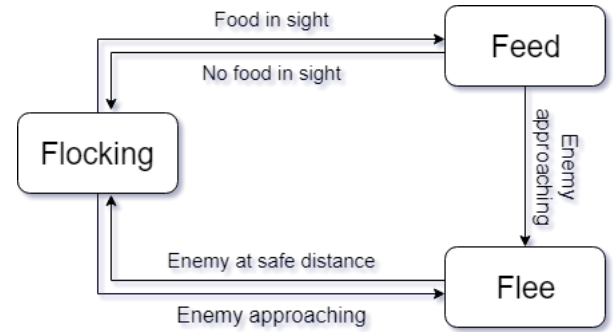 Food in sight
Feed
No food in sight
Flocking
Enemy
approaching
Enemy at safe distance
Flee
Enemy approaching